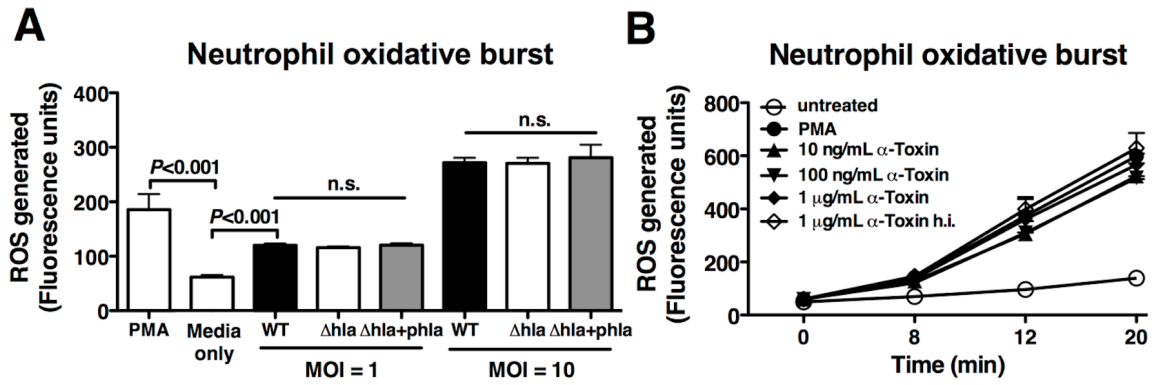 A
Neutrophil oxidative burst
ROS generated
(Fluorescence units)
400
300
200
100
0
P<0.001
P<0.001
n.s.
n.s.
PMA
Media
only
WT
Δhla
Δhla+phla
WT
Δhla
Δhla+phla
MOI = 1
MOI = 10
B
Neutrophil oxidative burst
ROS generated
(Fluorescence units)
800
600
400
200
0
untreated
PMA
10 ng/mL α-Toxin
100 ng/mL α-Toxin
1 μg/mL α-Toxin
1 μg/mL α-Toxin h.i.
0
8
12
20
Time (min)